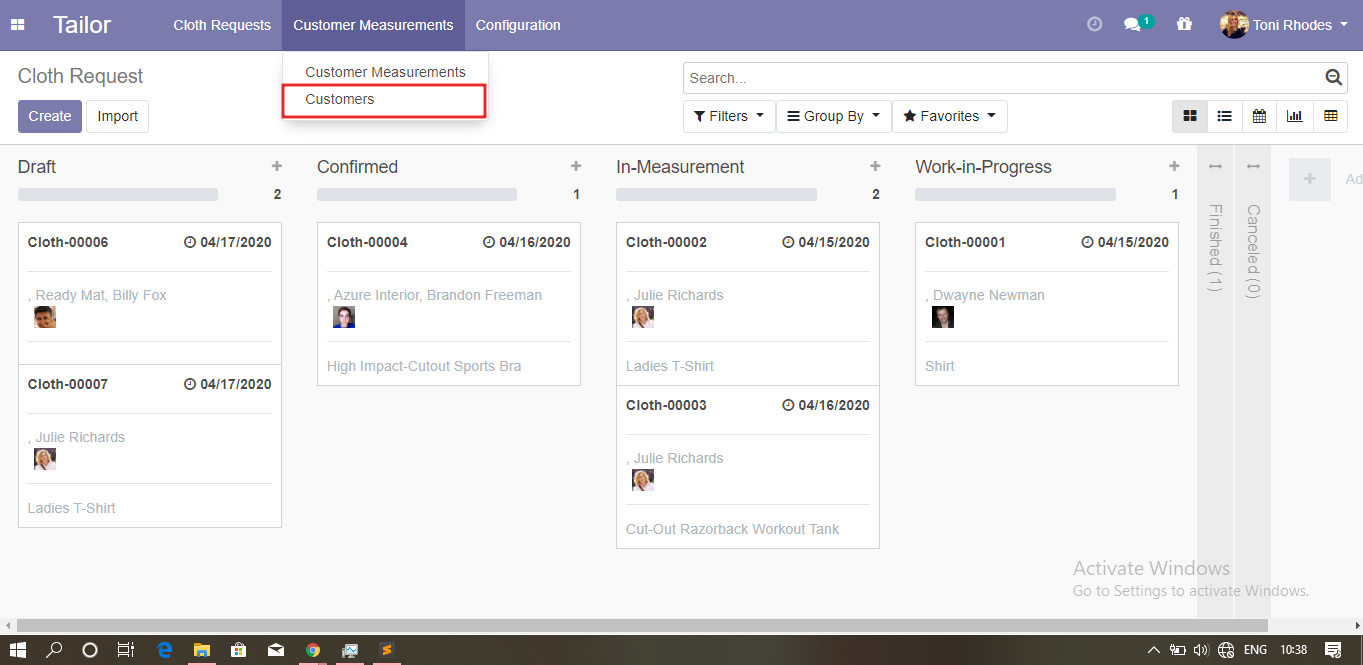 Tailor
Cloth Requests
Customer Measurements
Configuration
1
Toni Rhodes
Cloth Request
Customer Measurements
Customers
Search...
Create
Import
Filters
Group By
Favorites
Draft
2
Confirmed
1
In-Measurement
2
Work-in-Progress
1
Finished (1)
Canceled (0)
Ad
Cloth-00006 04/17/2020
, Ready Mat, Billy Fox
Cloth-00007 04/17/2020
, Julie Richards
Ladies T-Shirt
Cloth-00004 04/16/2020
, Azure Interior, Brandon Freeman
High Impact-Cutout Sports Bra
Cloth-00002 04/15/2020
, Julie Richards
Ladies T-Shirt
Cloth-00003 04/16/2020
, Julie Richards
Cut-Out Razorback Workout Tank
Cloth-00001 04/15/2020
, Dwayne Newman
Shirt
Activate Windows
Go to Settings to activate Windows.
ENG
10:38